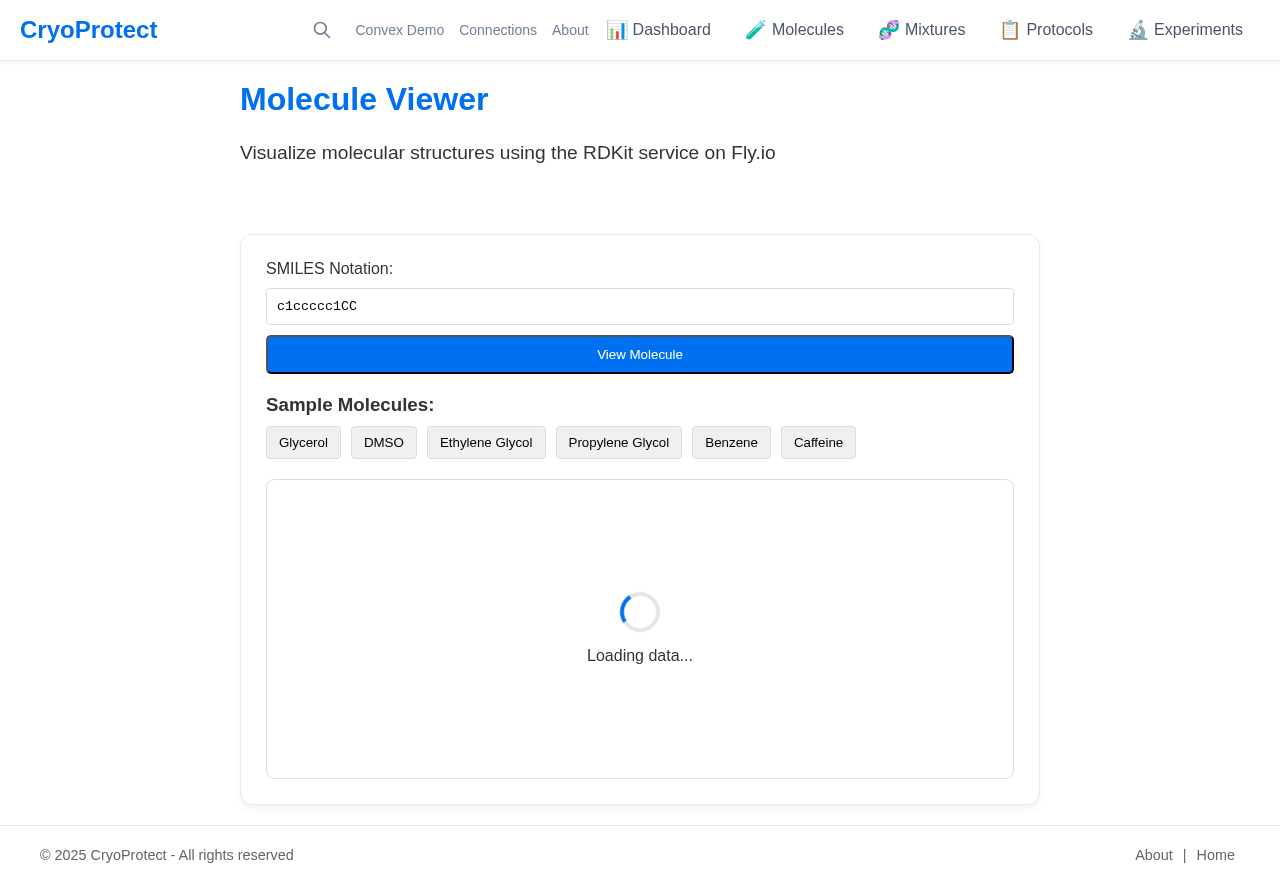 CryoProtect
Convex Demo Connections About Dashboard Molecules Mixtures Protocols Experiments
Molecule Viewer
Visualize molecular structures using the RDKit service on Fly.io
SMILES Notation:
c1ccccc1CC
View Molecule
Sample Molecules:
Glycerol DMSO Ethylene Glycol Propylene Glycol Benzene Caffeine
Loading data...
© 2025 CryoProtect - All rights reserved
About | Home